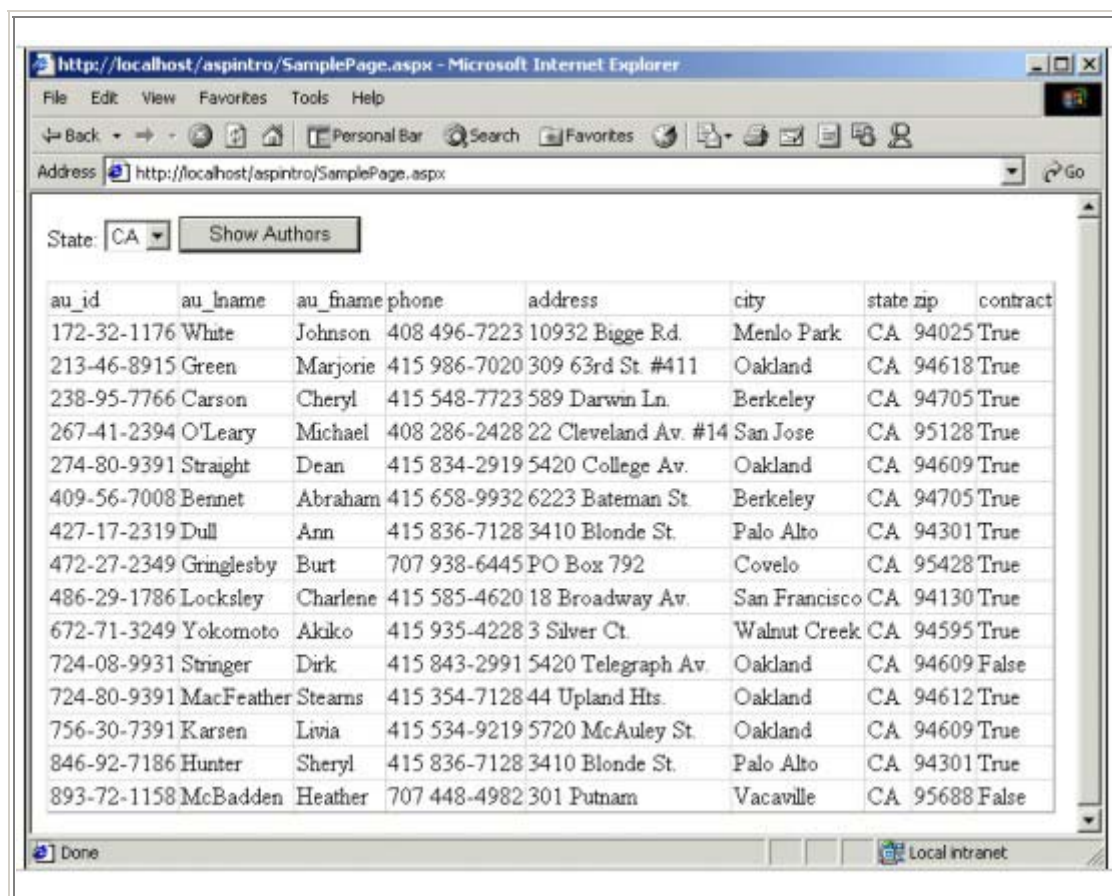 http://localhost/aspintro/SamplePage.aspx - Microsoft Internet Explorer
File Edit View Favorites Tools Help
Back Personal Bar Search Favorites
Address http://localhost/aspintro/SamplePage.aspx Go
State: CA Show Authors
au_id au_lname au_fname phone address city state zip contract
172-32-1176 White Johnson 408 496-7223 10932 Bigge Rd. Menlo Park CA 94025 True
213-46-8915 Green Marjorie 415 986-7020 309 63rd St. #411 Oakland CA 94618 True
238-95-7766 Carson Cheryl 415 548-7723 589 Darwin Ln. Berkeley CA 94705 True
267-41-2394 O'Leary Michael 408 286-2428 22 Cleveland Av. #14 San Jose CA 95128 True
274-80-9391 Straight Dean 415 834-2919 5420 College Av. Oakland CA 94609 True
409-56-7008 Bennet Abraham 415 658-9932 6223 Bateman St. Berkeley CA 94705 True
427-17-2319 Dull Ann 415 836-7128 3410 Blonde St. Palo Alto CA 94301 True
472-27-2349 Gringlesby Burt 707 938-6445 PO Box 792 Covelo CA 95428 True
486-29-1786 Locksley Charlene 415 585-4620 18 Broadway Av. San Francisco CA 94130 True
672-71-3249 Yokomoto Akiko 415 935-4228 3 Silver Ct. Walnut Creek CA 94595 True
724-08-9931 Stringer Dirk 415 843-2991 5420 Telegraph Av. Oakland CA 94609 False
724-80-9391 MacFeather Stearns 415 354-7128 44 Upland Hts. Oakland CA 94612 True
756-30-7391 Karsen Livia 415 534-9219 5720 McAuley St. Oakland CA 94609 True
846-92-7186 Hunter Sheryl 415 836-7128 3410 Blonde St. Palo Alto CA 94301 True
893-72-1158 McBadden Heather 707 448-4982 301 Putnam Vacaville CA 95688 False
Done Local intranet